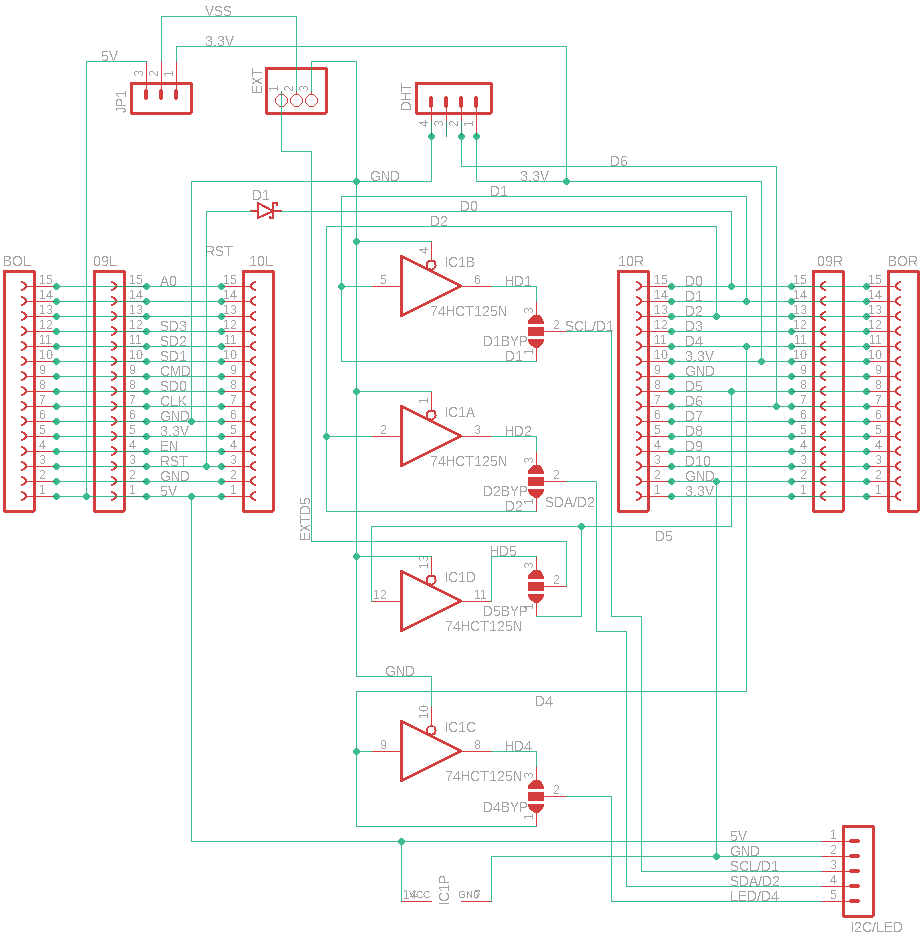 VSS
3.3V
5V
JP1
3
2
1
EXT
1
2
3
DHT
4
3
2
1
D6
GND
3.3V
D1
D1
D0
D2
RST
BOL
09L
10L
10R
09R
BOR
15 15 A0 15
14 14 14
13 13 13
12 12 SD3 12
11 11 SD2 11
10 10 SD1 10
9 9 CMD 9
8 8 SD0 8
7 7 CLK 7
6 6 GND 6
5 5 3.3V 5
4 4 EN 4
3 3 RST 3
2 2 GND 2
1 1 5V 1
4
IC1B
5
6
HD1
74HCT125N
3
2
SCL/D1
D1BYP
D1
1
1
IC1A
2
3
HD2
74HCT125N
3
2
D2BYP
SDA/D2
D2
1
EXTD5
13
IC1D
12
11
HD5
74HCT125N
3
2
D5BYP
1
D5
GND
D4
10
IC1C
9
8
HD4
74HCT125N
3
2
D4BYP
1
15 D0 15 15
14 D1 14 14
13 D2 13 13
12 D3 12 12
11 D4 11 11
10 3.3V 10 10
9 GND 9 9
8 D5 8 8
7 D6 7 7
6 D7 6 6
5 D8 5 5
4 D9 4 4
3 D10 3 3
2 GND 2 2
1 3.3V 1 1
14
VCC
IC1P
GND
7
5V 1
GND 2
SCL/D1 3
SDA/D2 4
LED/D4 5
I2C/LED